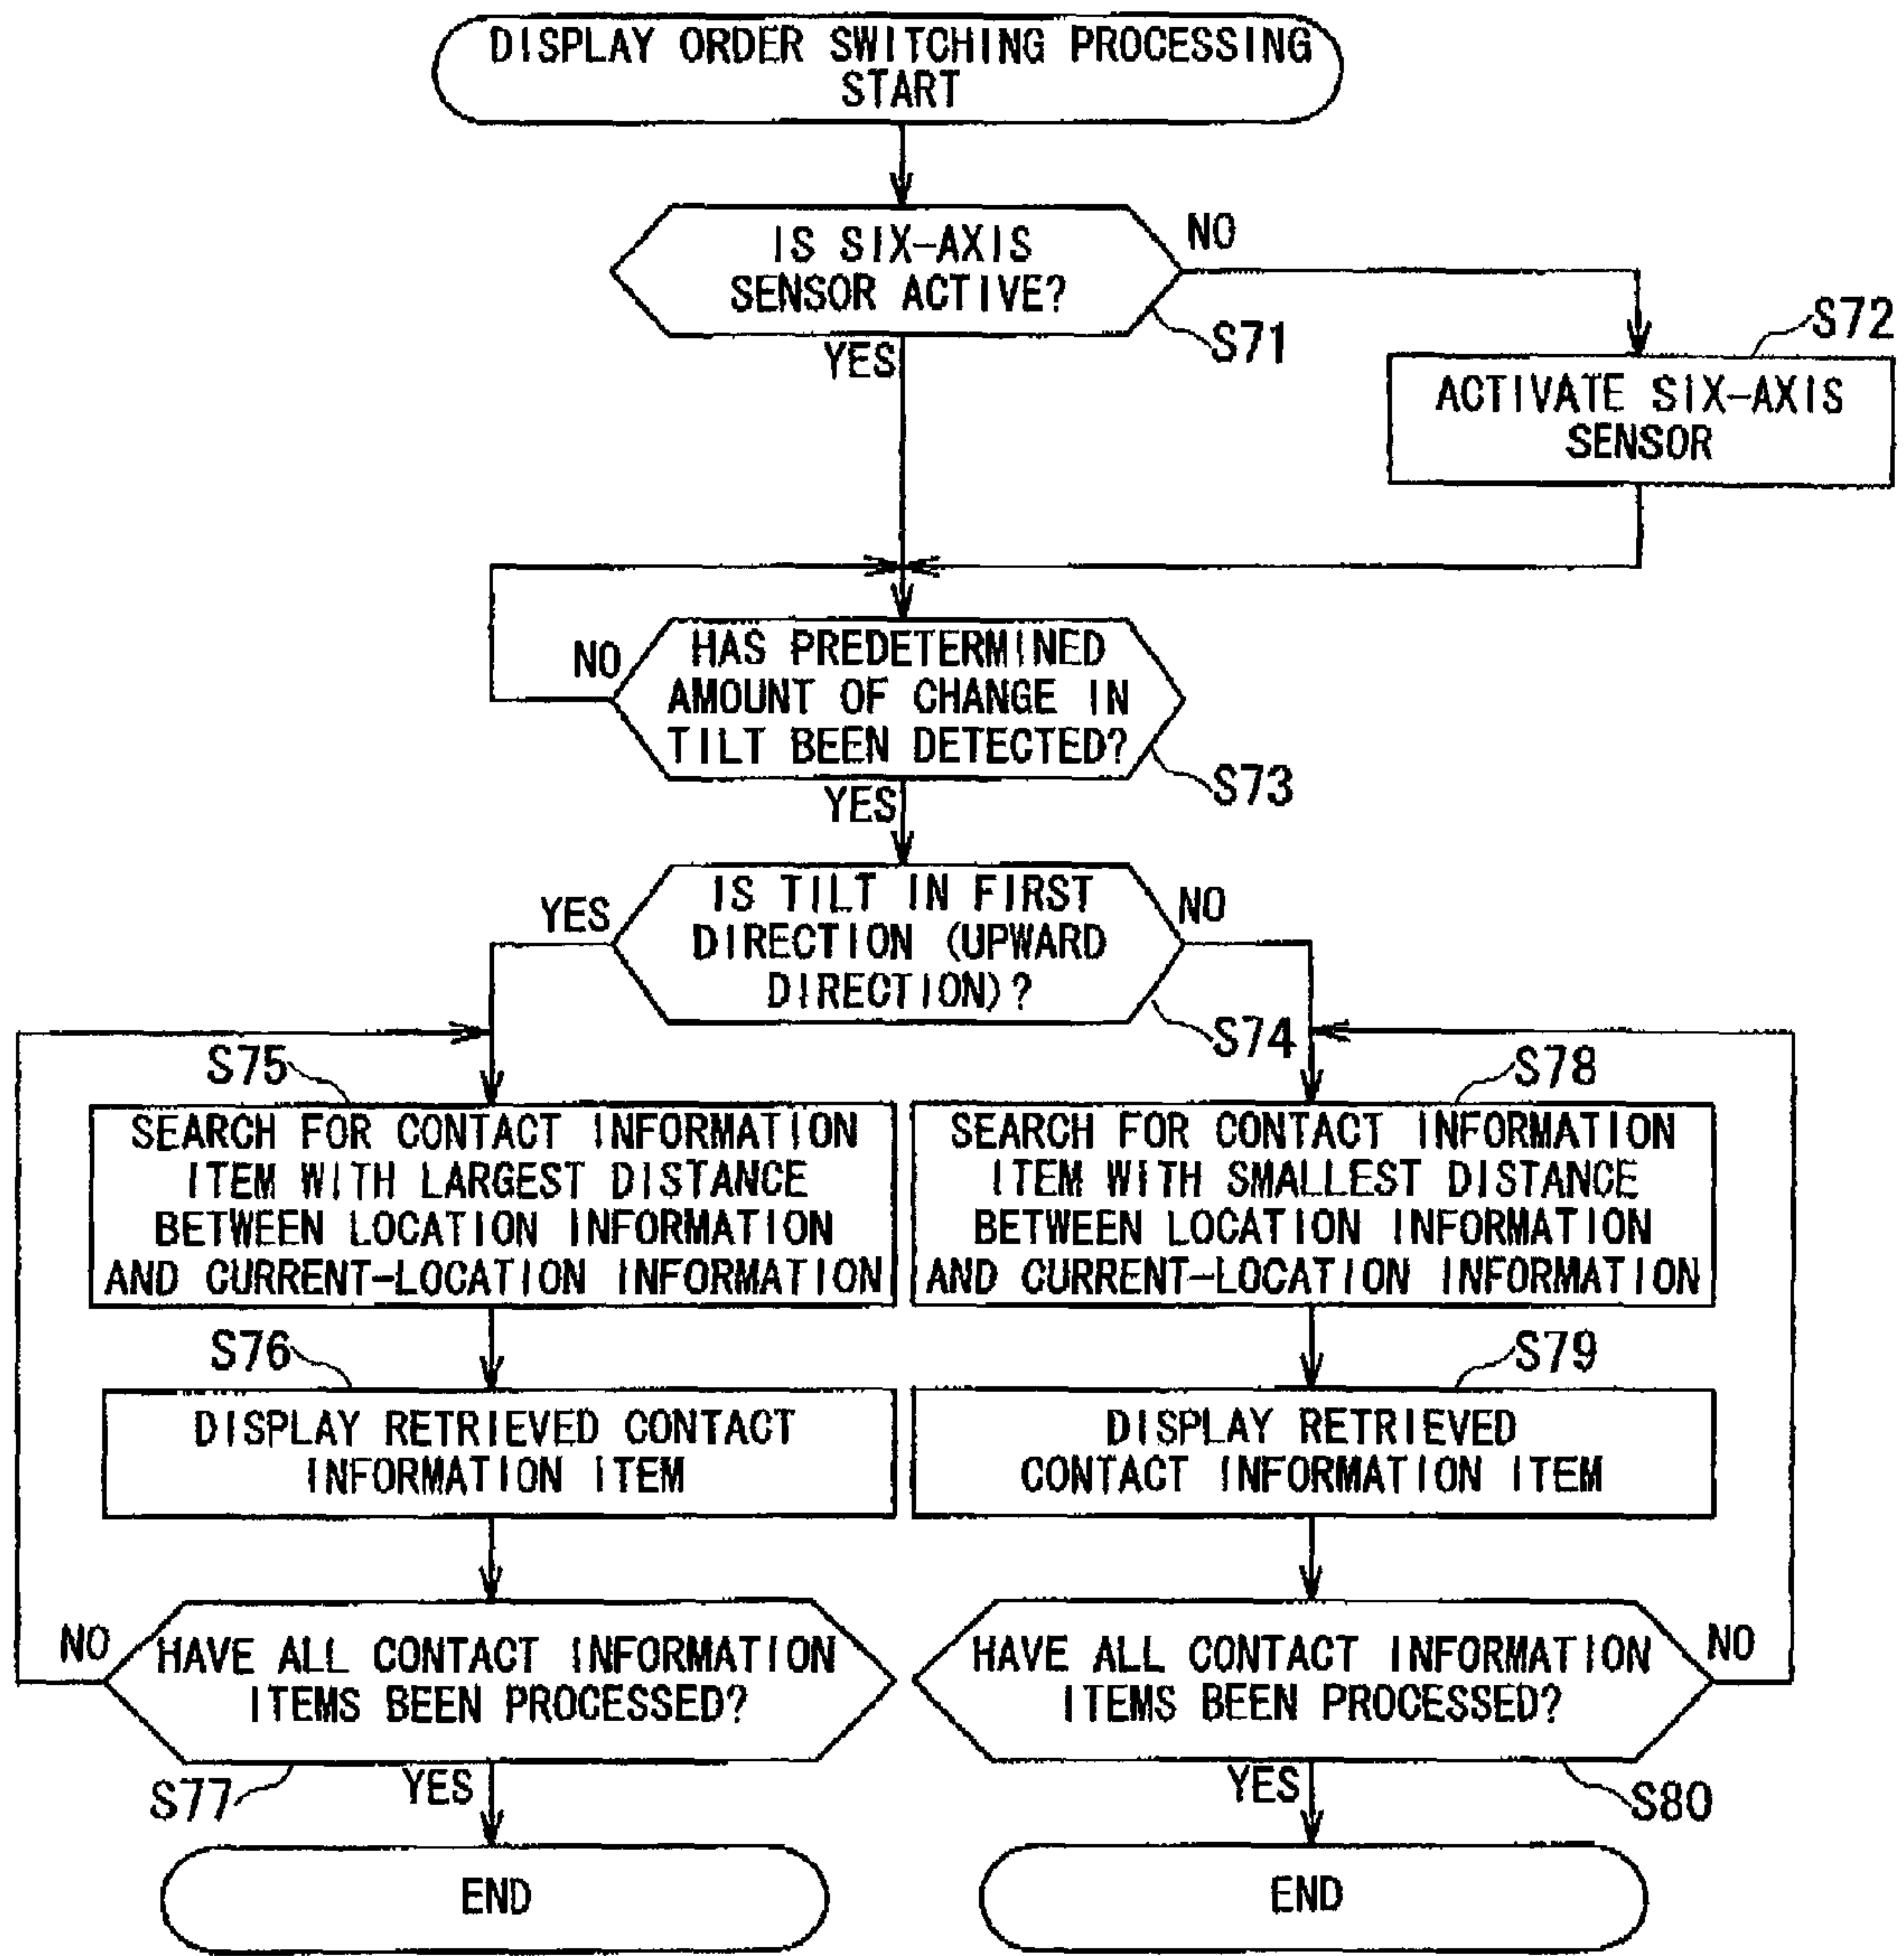 DISPLAY ORDER SWITCHING PROCESSING
START
IS SIX-AXIS
SENSOR ACTIVE?
NO
S71
YES
S72
ACTIVATE SIX-AXIS
SENSOR
HAS PREDETERMINED
AMOUNT OF CHANGE IN
TILT BEEN DETECTED?
NO
S73
YES
IS TILT IN FIRST
DIRECTION (UPWARD
DIRECTION)?
YES
NO
S74
S75
SEARCH FOR CONTACT INFORMATION
ITEM WITH LARGEST DISTANCE
BETWEEN LOCATION INFORMATION
AND CURRENT-LOCATION INFORMATION
S76
DISPLAY RETRIEVED CONTACT
INFORMATION ITEM
NO
HAVE ALL CONTACT INFORMATION
ITEMS BEEN PROCESSED?
S77
YES
END
S78
SEARCH FOR CONTACT INFORMATION
ITEM WITH SMALLEST DISTANCE
BETWEEN LOCATION INFORMATION
AND CURRENT-LOCATION INFORMATION
S79
DISPLAY RETRIEVED
CONTACT INFORMATION ITEM
HAVE ALL CONTACT INFORMATION
ITEMS BEEN PROCESSED?
NO
YES
S80
END